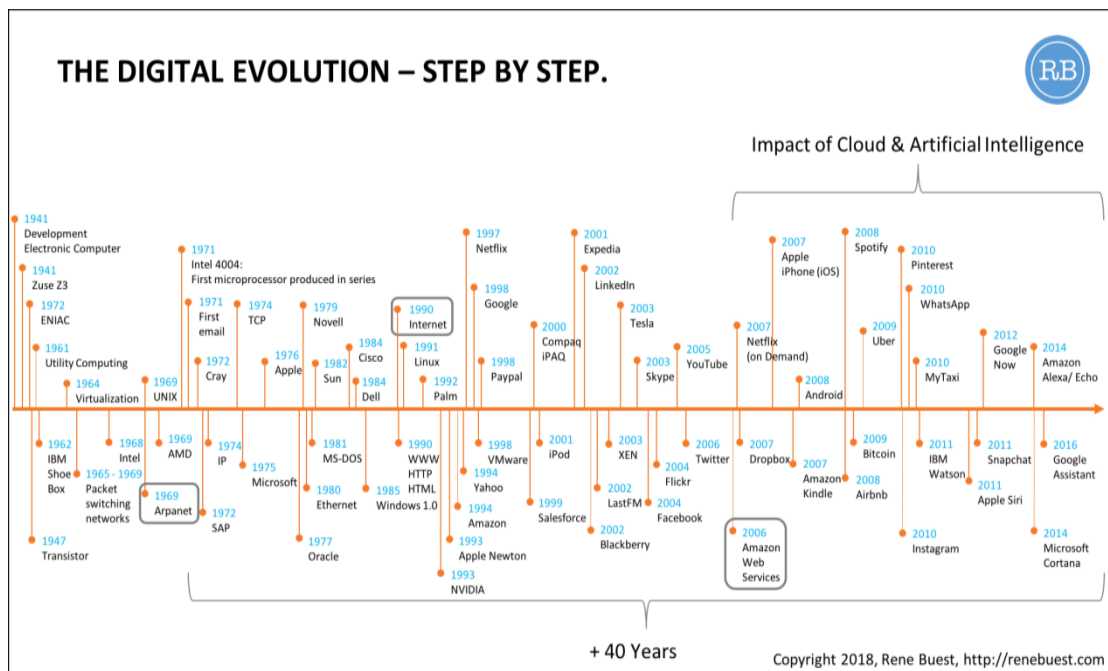 THE DIGITAL EVOLUTION – STEP BY STEP.
RB
Impact of Cloud & Artificial Intelligence
1941
Development
Electronic Computer
1941
Zuse Z3
1972
ENIAC
1961
Utility Computing
1964
Virtualization
1969
UNIX
1971
Intel 4004:
First microprocessor produced in series
1971
First
email
1972
Cray
1974
TCP
1976
Apple
1979
Novell
1982
Sun
1984
Cisco
1984
Dell
1990
Internet
1991
Linux
1992
Palm
1997
Netflix
1998
Google
1998
Paypal
2000
Compaq
iPAQ
2001
Expedia
2002
LinkedIn
2003
Tesla
2003
Skype
2005
YouTube
2007
Netflix
(on Demand)
2007
Apple
iPhone (iOS)
2008
Android
2008
Spotify
2009
Uber
2010
Pinterest
2010
WhatsApp
2010
MyTaxi
2012
Google
Now
2014
Amazon
Alexa/ Echo
1947
Transistor
1962
IBM
Shoe
Box
1965 - 1969
Packet
switching
networks
1968
Intel
1969
Arpanet
1969
AMD
1972
SAP
1974
IP
1975
Microsoft
1977
Oracle
1980
Ethernet
1981
MS-DOS
1985
Windows 1.0
1990
WWW
HTTP
HTML
1993
NVIDIA
1993
Apple Newton
1994
Amazon
1994
Yahoo
1998
VMware
1999
Salesforce
2001
iPod
2002
Blackberry
2002
LastFM
2003
XEN
2004
Facebook
2004
Flickr
2006
Twitter
2006
Amazon
Web
Services
2007
Dropbox
2007
Amazon
Kindle
2008
Airbnb
2009
Bitcoin
2010
Instagram
2011
IBM
Watson
2011
Apple Siri
2011
Snapchat
2014
Microsoft
Cortana
2016
Google
Assistant
+ 40 Years
Copyright 2018, Rene Buest, http://renebuest.com